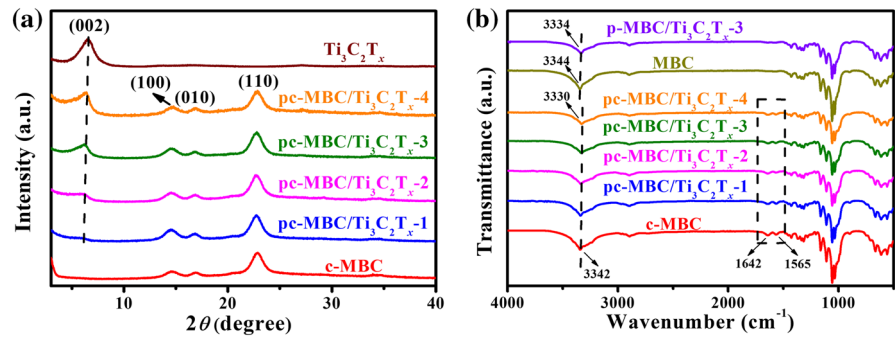 (a)
(002)
Ti₃C₂Tₓ
(100)
(010)
(110)
pc-MBC/Ti₃C₂Tₓ-4
pc-MBC/Ti₃C₂Tₓ-3
pc-MBC/Ti₃C₂Tₓ-2
pc-MBC/Ti₃C₂Tₓ-1
c-MBC
Intensity (a.u.)
10 20 30 40
2θ (degree)
(b)
3334
p-MBC/Ti₃C₂Tₓ-3
3344
MBC
3330
pc-MBC/Ti₃C₂Tₓ-4
pc-MBC/Ti₃C₂Tₓ-3
pc-MBC/Ti₃C₂Tₓ-2
pc-MBC/Ti₃C₂Tₓ-1
c-MBC
3342
1642
1565
Transmittance (a.u.)
4000 3000 2000 1000
Wavenumber (cm⁻¹)